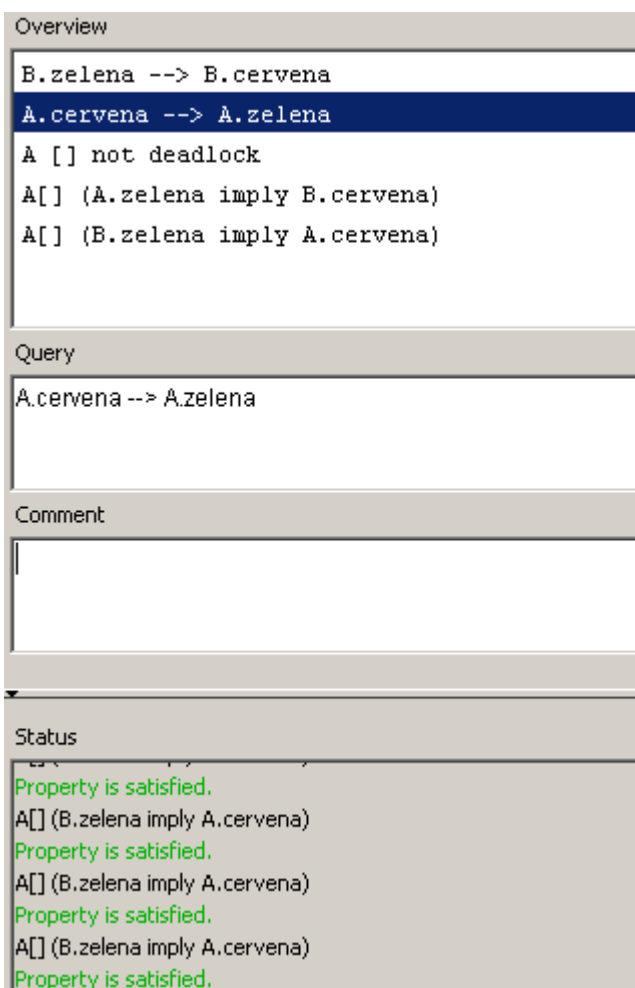 Overview
B.zelena --> B.cervena
A.cervena --> A.zelena
A [] not deadlock
A[] (A.zelena imply B.cervena)
A[] (B.zelena imply A.cervena)
Query
A.cervena --> A.zelena
Comment
Status
Property is satisfied.
A[] (B.zelena imply A.cervena)
Property is satisfied.
A[] (B.zelena imply A.cervena)
Property is satisfied.
A[] (B.zelena imply A.cervena)
Property is satisfied.